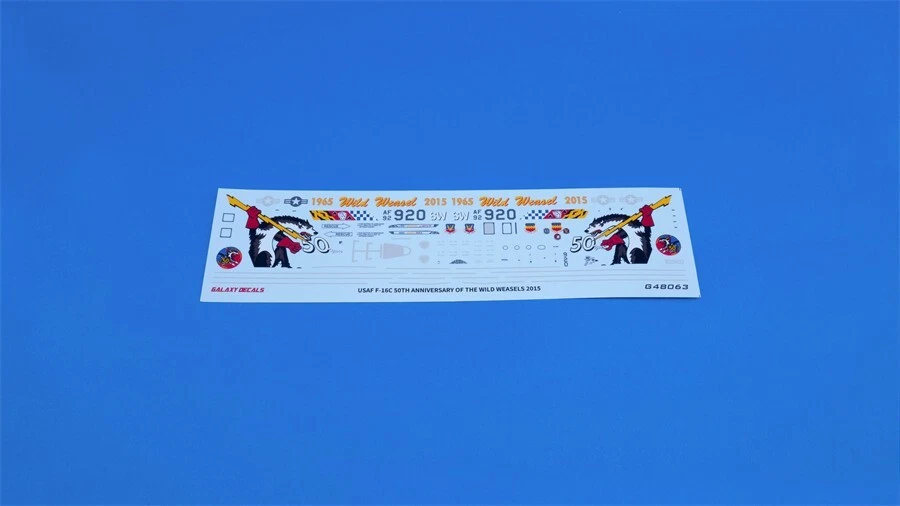 1965 Wild Weasel 2015 1965 Wild Weasel 2015
AF 92 920 SW SW AF 92 920
50 50
GALAXY DECALS USAF F-16C 50TH ANNIVERSARY OF THE WILD WEASELS 2015 G48063